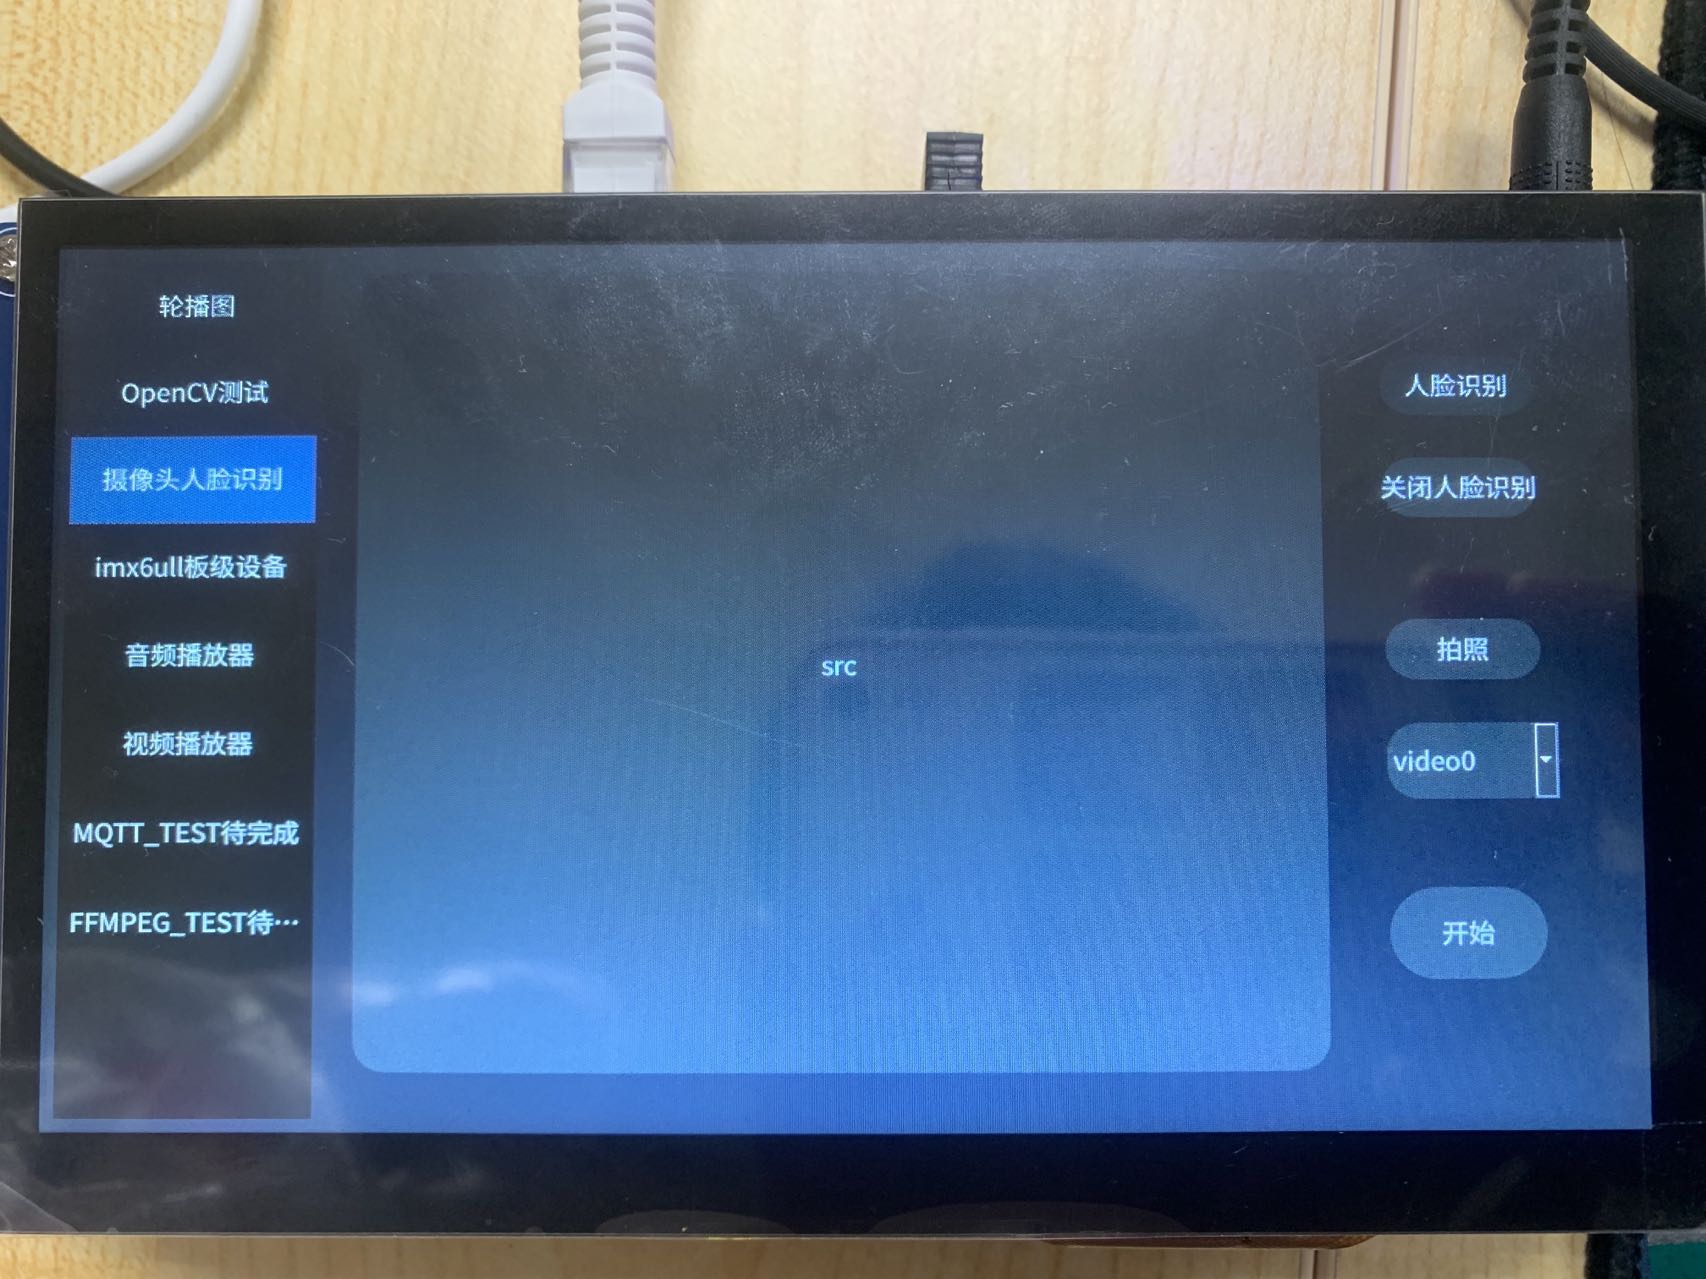 轮播图
OpenCV测试
摄像头人脸识别
imx6ull板级设备
音频播放器
视频播放器
MQTT_TEST待完成
FFMPEG_TEST待…
src
人脸识别
关闭人脸识别
拍照
video0
开始